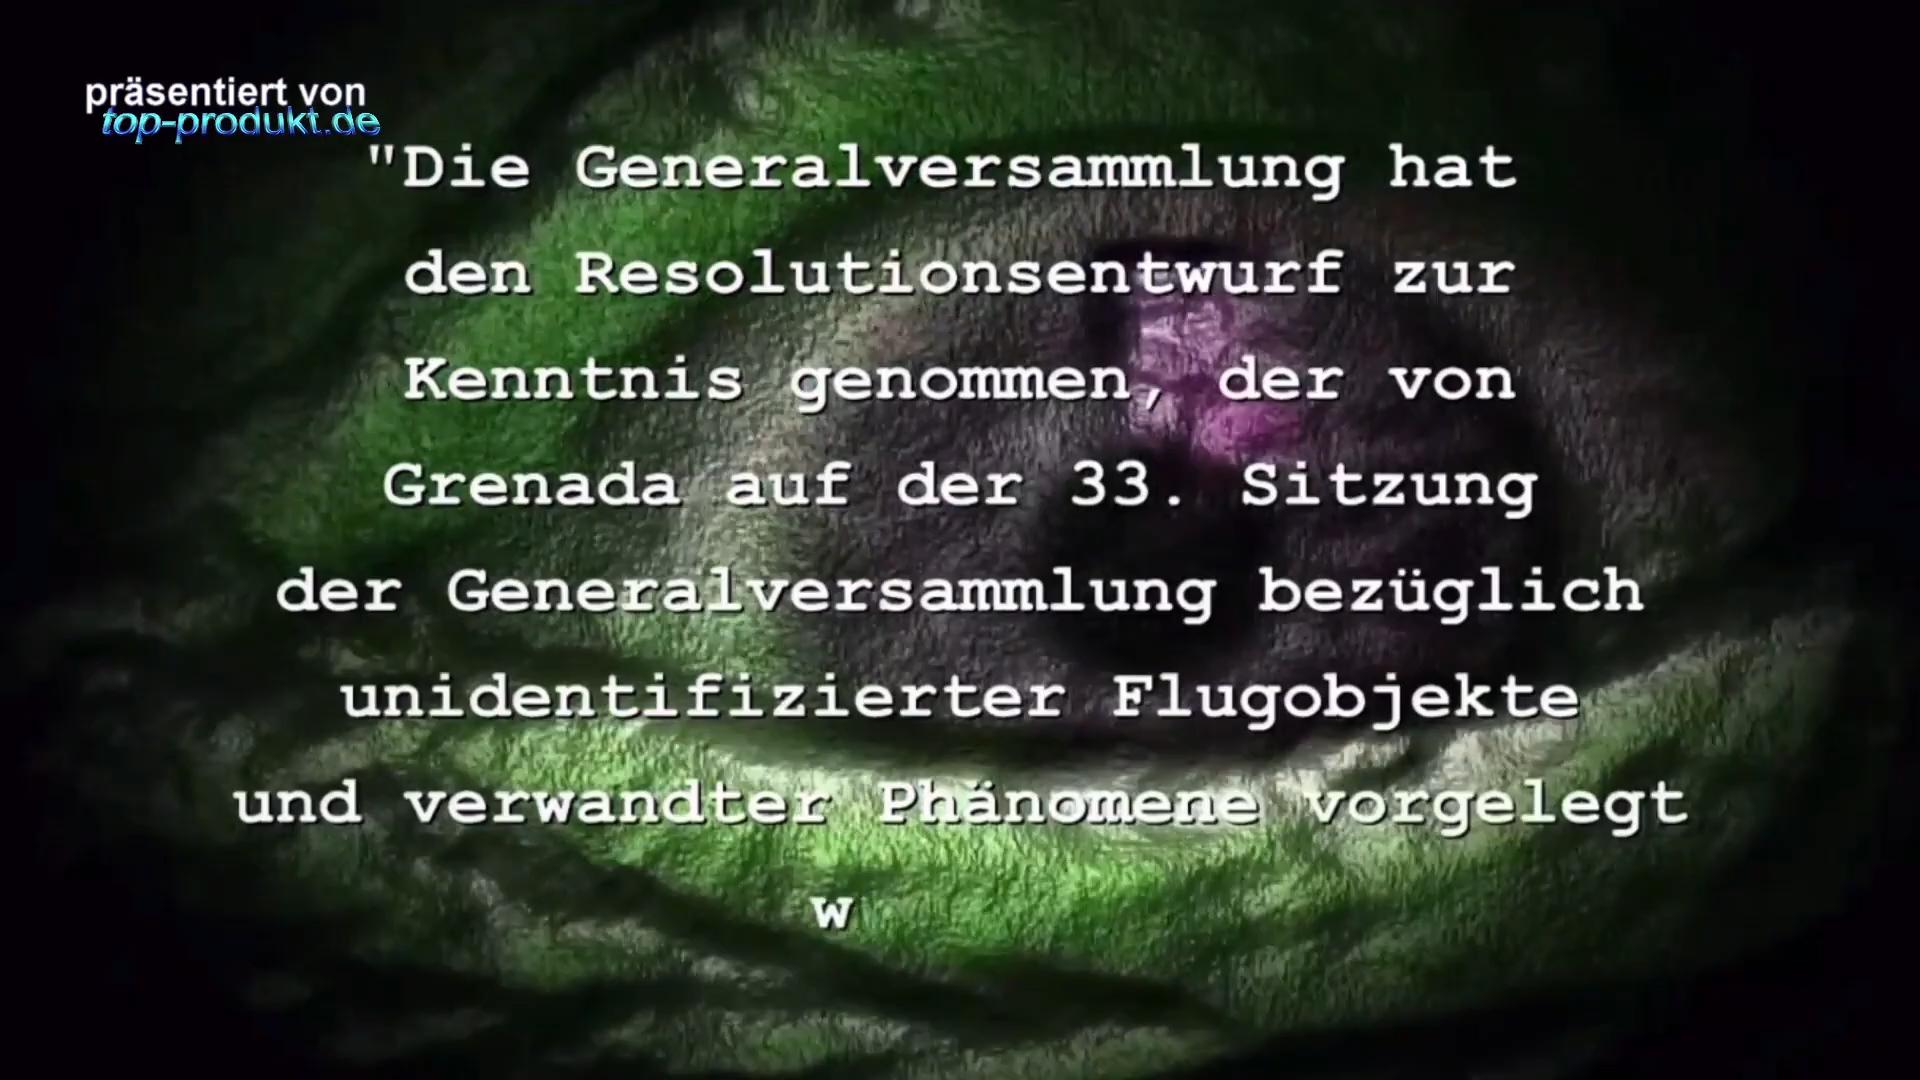 präsentiert von
top-produkt.de
"Die Generalversammlung hat
den Resolutionsentwurf zur
Kenntnis genommen, der von
Grenada auf der 33. Sitzung
der Generalversammlung bezüglich
unidentifizierter Flugobjekte
und verwandter Phänomene vorgelegt
w